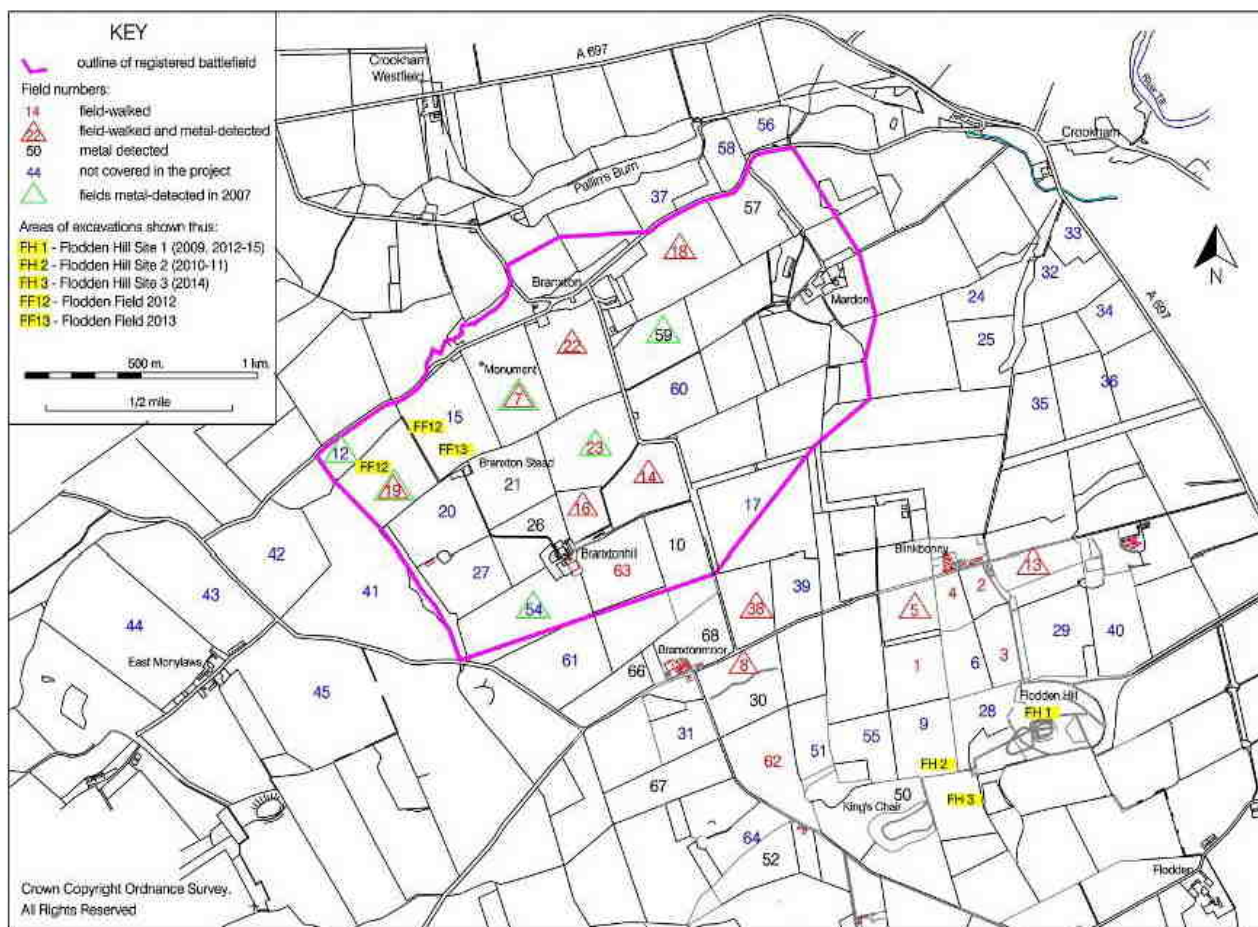 KEY
outline of registered battlefield
Field numbers:
14 field-walked
22 field-walked and metal-detected
50 metal detected
44 not covered in the project
fields metal-detected in 2007
Areas of excavations shown thus:
FH 1 - Flodden Hill Site 1 (2009, 2012-15)
FH 2 - Flodden Hill Site 2 (2010-11)
FH 3 - Flodden Hill Site 3 (2014)
FF12 - Flodden Field 2012
FF13 - Flodden Field 2013
500 m. 1 km.
1/2 mile
A 697
Crookham
Westfield
River Till
56
58
Crookham
Pallin's Burn
37
57
18
33
32
N
Branxton
Mardon
24
34
A 697
59
25
22
Monument
60
36
7
35
15
FF12
FF13
12
FF12
23
Branxton Stead
14
19
21
20
16
17
26
42
10
Branxtonhill
Blinkbonny
63
13
27
39
2
4
41
43
54
38
5
44
29
40
68
61
3
East Monylaws
Branxtonmoor
8
6
1
66
45
30
Flodden Hill
28
FH 1
9
31
51
55
62
FH 2
67
50
FH 3
King's Chair
64
52
Flodden
Crown Copyright Ordnance Survey.
All Rights Reserved